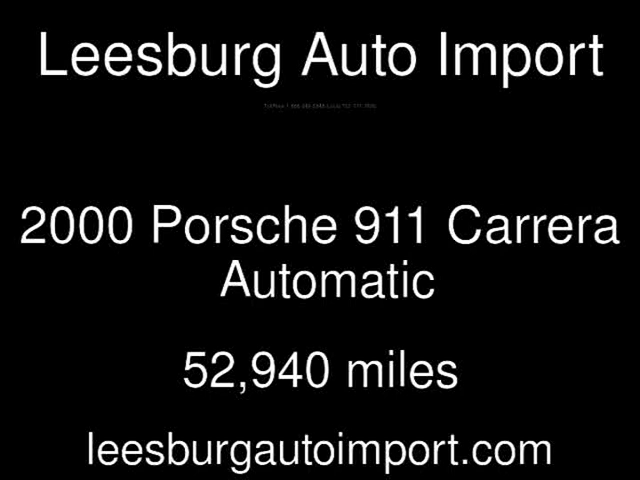 Leesburg Auto Import
2000 Porsche 911 Carrera
Automatic
52,940 miles
leesburgautoimport.com